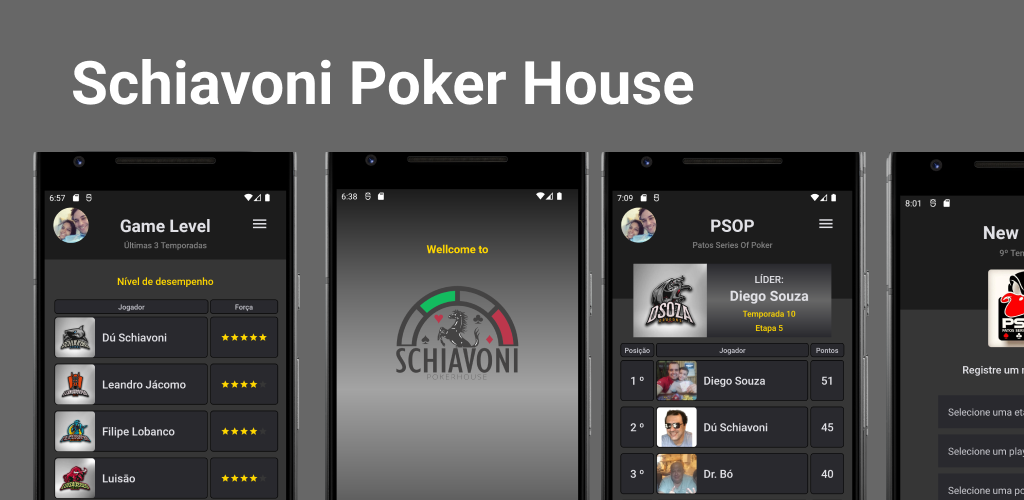 Schiavoni Poker House
6:57
Game Level
Últimas 3 Temporadas
Nível de desempenho
Jogador
Força
Dú Schiavoni
Leandro Jácomo
Filipe Lobanco
Luisão
6:38
Wellcome to
SCHIAVONI
POKERHOUSE
7:09
PSOP
Patos Series Of Poker
DSOZA
LÍDER:
Diego Souza
Temporada 10
Etapa 5
Posição
Jogador
Pontos
1 º
Diego Souza
51
2 º
Dú Schiavoni
45
3 º
Dr. Bó
40
8:01
New
9º Ten
PS
Registre um r
Selecione uma eta
Selecione um play
Selecione uma po